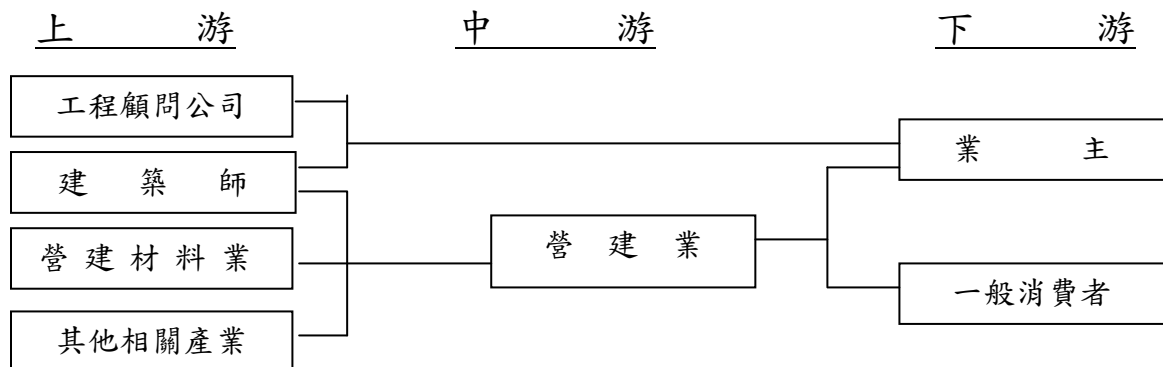 上 游 中 游 下 游
工程顧問公司
業 主
建 築 師
營 建 業
營 建 材 料 業
一般消費者
其他相關產業